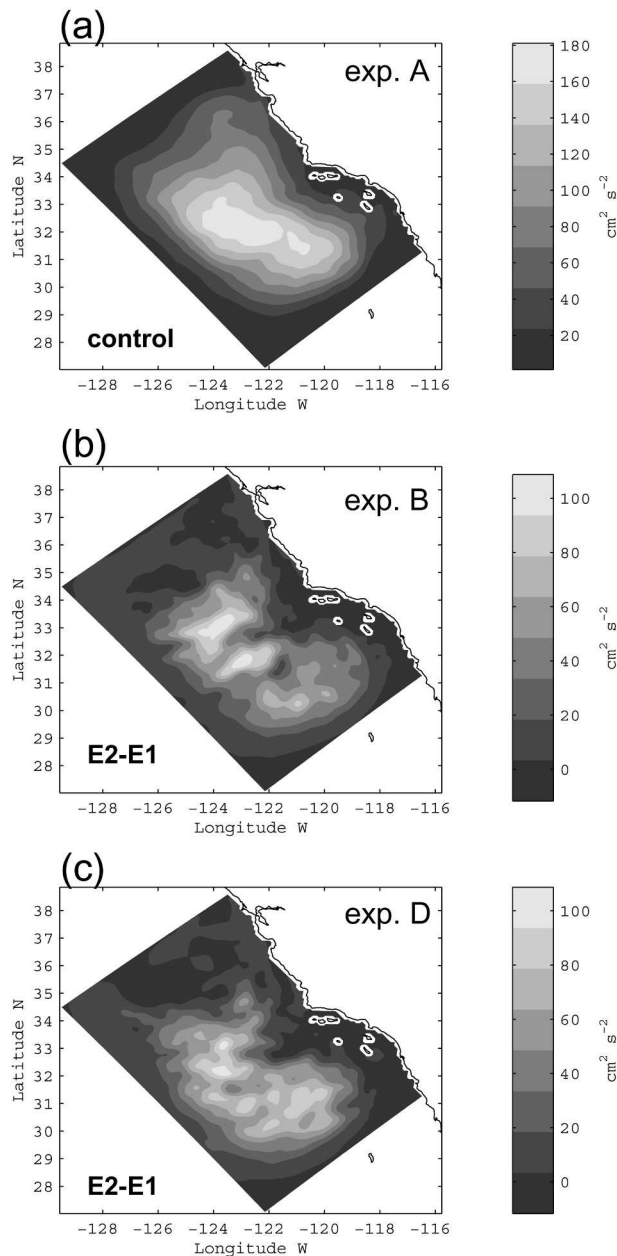 (a)
exp. A
control
Latitude N
38
37
36
35
34
33
32
31
30
29
28
−128 −126 −124 −122 −120 −118 −116
Longitude W
180
160
140
120
100
80
60
40
20
cm² s⁻²
(b)
exp. B
E2-E1
Latitude N
38
37
36
35
34
33
32
31
30
29
28
−128 −126 −124 −122 −120 −118 −116
Longitude W
100
80
60
40
20
0
cm² s⁻²
(c)
exp. D
E2-E1
Latitude N
38
37
36
35
34
33
32
31
30
29
28
−128 −126 −124 −122 −120 −118 −116
Longitude W
100
80
60
40
20
0
cm² s⁻²